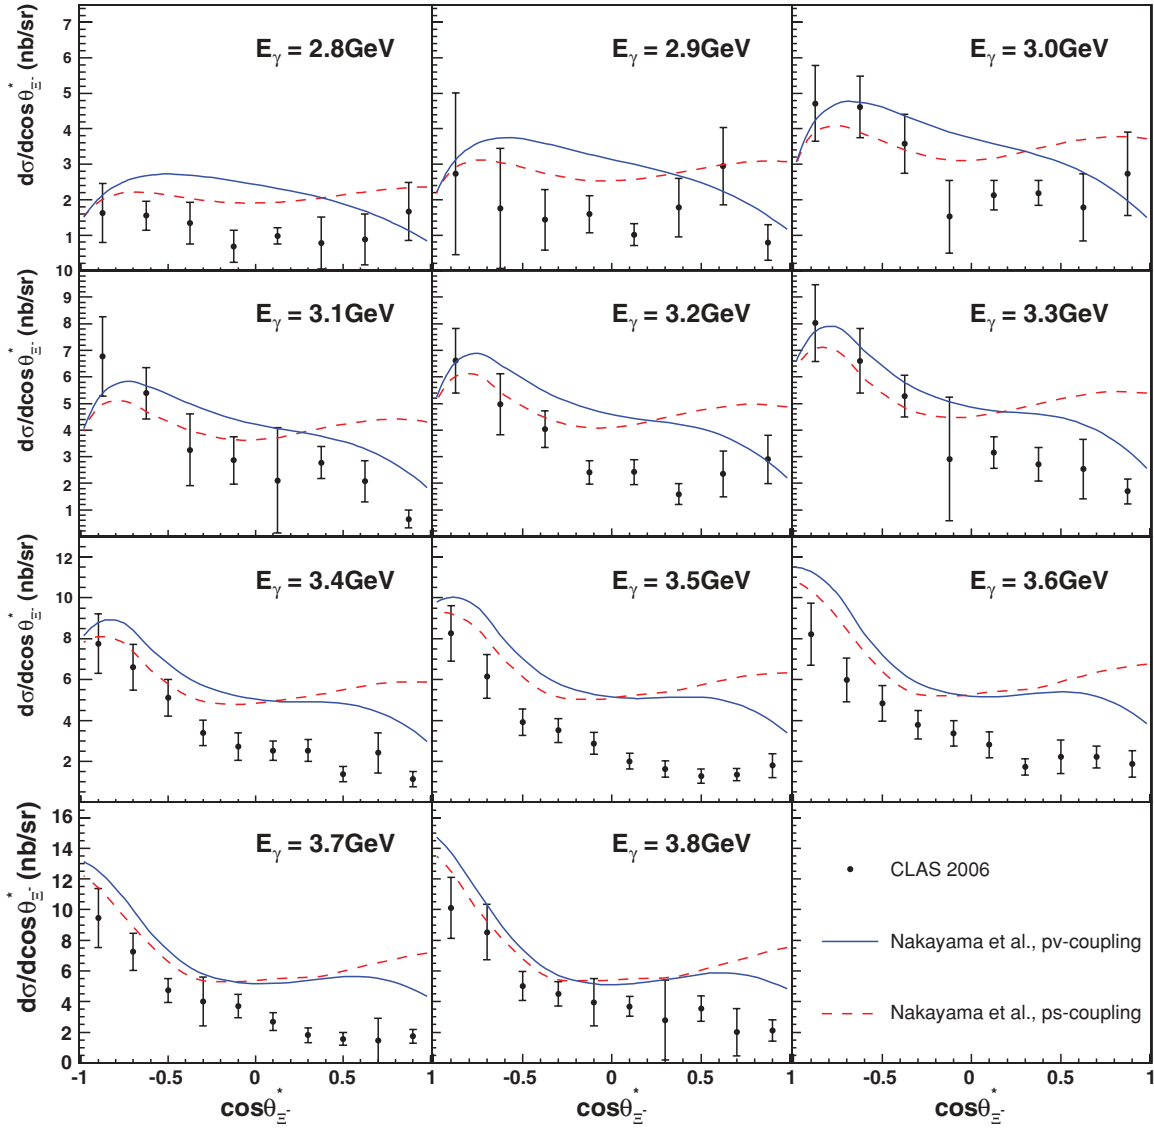 dσ/dcosθ*Ξ- (nb/sr)
7
6
5
4
3
2
1
Eγ = 2.8GeV
Eγ = 2.9GeV
Eγ = 3.0GeV
dσ/dcosθ*Ξ- (nb/sr)
10
9
8
7
6
5
4
3
2
1
Eγ = 3.1GeV
Eγ = 3.2GeV
Eγ = 3.3GeV
dσ/dcosθ*Ξ- (nb/sr)
12
10
8
6
4
2
Eγ = 3.4GeV
Eγ = 3.5GeV
Eγ = 3.6GeV
dσ/dcosθ*Ξ- (nb/sr)
16
14
12
10
8
6
4
2
0
Eγ = 3.7GeV
Eγ = 3.8GeV
CLAS 2006
Nakayama et al., pv-coupling
Nakayama et al., ps-coupling
-1 -0.5 0 0.5 1
-0.5 0 0.5 1
-0.5 0 0.5 1
cosθ*Ξ-
cosθ*Ξ-
cosθ*Ξ-